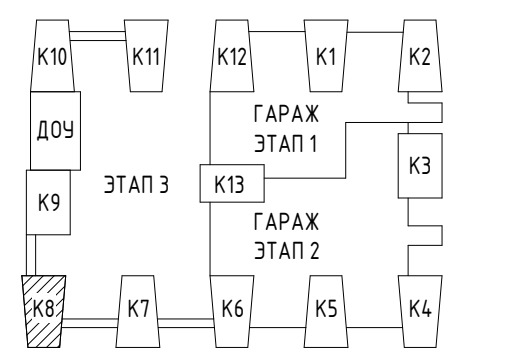 К10
К11
К12
К1
К2
ДОУ
ГАРАЖ
ЭТАП 1
К3
К9
ЭТАП 3
К13
ГАРАЖ
ЭТАП 2
К8
К7
К6
К5
К4